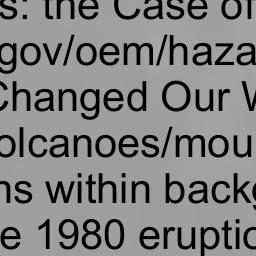 s: the Case of
gov/oem/haza
Changed Our W
olcanoes/mou
ns within backg
e 1980 eruptio